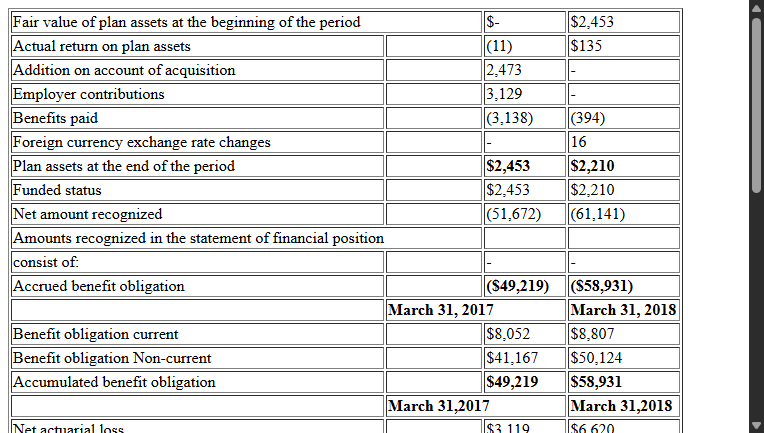 Fair value of plan assets at the beginning of the period $- $2,453
Actual return on plan assets (11) $135
Addition on account of acquisition 2,473 -
Employer contributions 3,129 -
Benefits paid (3,138) (394)
Foreign currency exchange rate changes - 16
Plan assets at the end of the period $2,453 $2,210
Funded status $2,453 $2,210
Net amount recognized (51,672) (61,141)
Amounts recognized in the statement of financial position
consist of: - -
Accrued benefit obligation ($49,219) ($58,931)
March 31, 2017 March 31, 2018
Benefit obligation current $8,052 $8,807
Benefit obligation Non-current $41,167 $50,124
Accumulated benefit obligation $49,219 $58,931
March 31,2017 March 31,2018
Net actuarial loss $3,119 $6,620